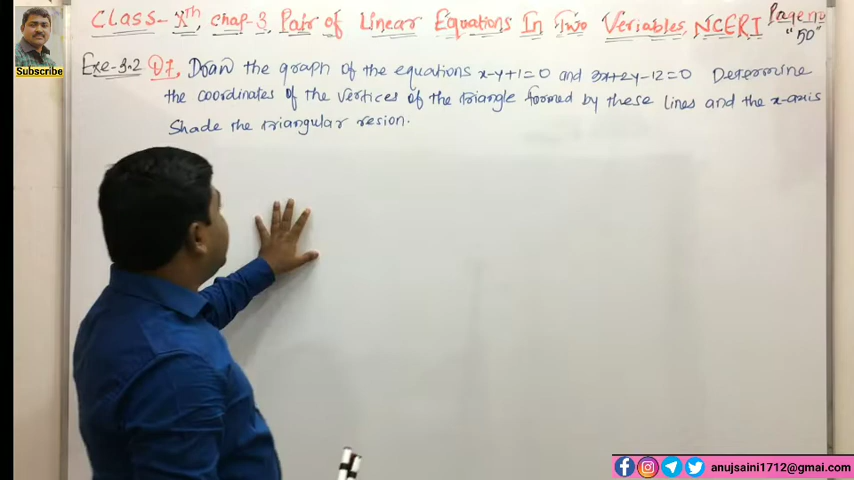 Class-Xth, Chap-3 Pair of Linear Equations In Two Variables, NCERT Page no "50"
Subscribe
Exe-3.2 Q7, Draw the graph of the equations x-y+1=0 and 3x+2y-12=0 Determine
the coordinates of the vertices of the triangle formed by these lines and the x-axis
Shade the triangular resion.
anujsaini1712@gmai.com